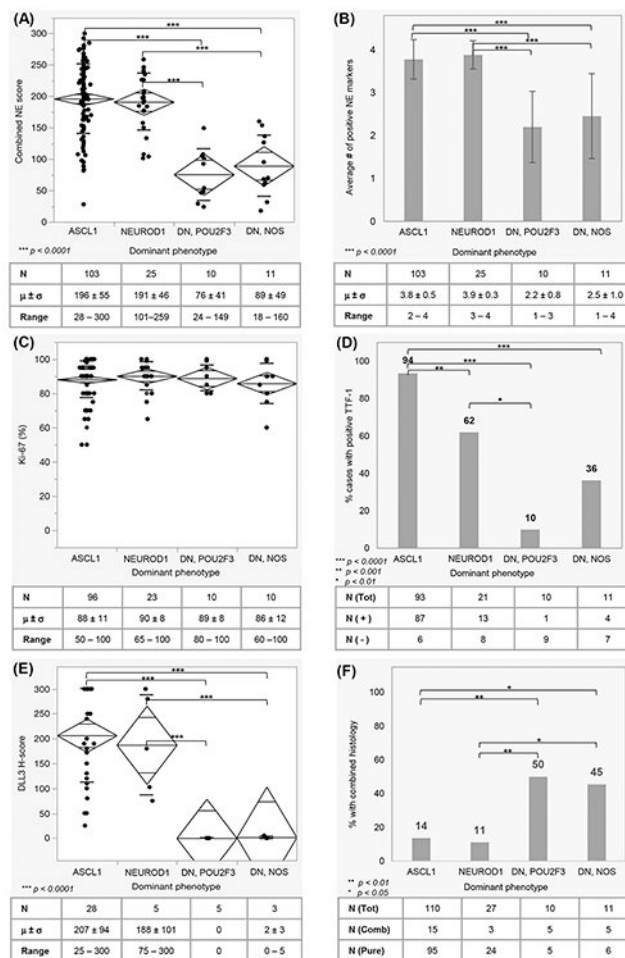 (A)
Combined NE score
300
250
200
150
100
50
0
***
***
***
ASCL1 NEUROD1 DN, POU2F3 DN, NOS
*** p < 0.0001 Dominant phenotype
N 103 25 10 11
µ ± σ 196 ± 55 191 ± 46 76 ± 41 89 ± 49
Range 28 – 300 101–259 24 – 149 18 – 160
(B)
Average # of positive NE markers
4
3
2
1
0
***
***
***
***
ASCL1 NEUROD1 DN, POU2F3 DN, NOS
*** p < 0.0001 Dominant phenotype
N 103 25 10 11
µ ± σ 3.8 ± 0.5 3.9 ± 0.3 2.2 ± 0.8 2.5 ± 1.0
Range 2 – 4 3 – 4 1 – 3 1 – 4
(C)
Ki-67 (%)
100
80
60
40
20
0
ASCL1 NEUROD1 DN, POU2F3 DN, NOS
Dominant phenotype
N 96 23 10 10
µ ± σ 88 ± 11 90 ± 8 89 ± 8 86 ± 12
Range 50 – 100 65 – 100 80 – 100 60 –100
(D)
% cases with positive TTF-1
100
80
60
40
20
0
***
***
**
*
94
62
10
36
ASCL1 NEUROD1 DN, POU2F3 DN, NOS
*** p < 0.0001
** p < 0.001
* p < 0.01
Dominant phenotype
N (Tot) 93 21 10 11
N ( + ) 87 13 1 4
N ( - ) 6 8 9 7
(E)
DLL3 H-score
300
250
200
150
100
50
0
***
***
***
***
ASCL1 NEUROD1 DN, POU2F3 DN, NOS
*** p < 0.0001 Dominant phenotype
N 28 5 5 3
µ ± σ 207 ± 94 188 ± 101 0 2 ± 3
Range 25 – 300 75 – 300 0 0 – 5
(F)
% with combined histology
100
80
60
40
20
0
*
**
*
**
14
11
50
45
ASCL1 NEUROD1 DN, POU2F3 DN, NOS
** p < 0.01
* p < 0.05
Dominant phenotype
N (Tot) 110 27 10 11
N (Comb) 15 3 5 5
N (Pure) 95 24 5 6